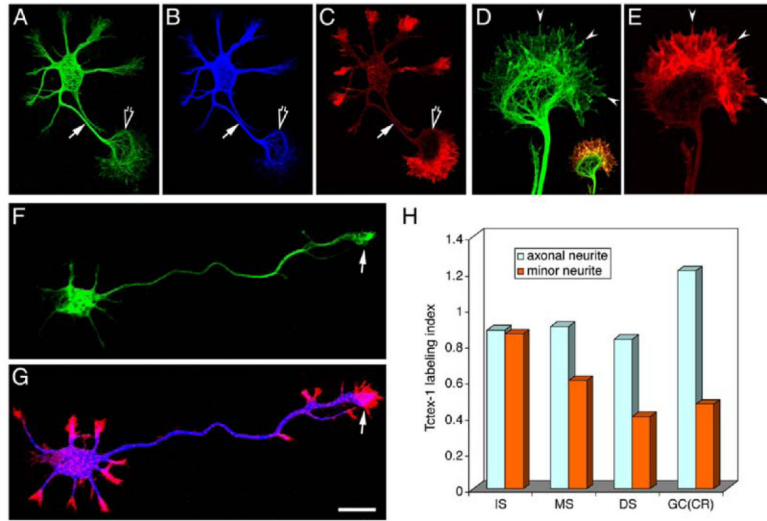 A
B
C
D
E
F
G
H
Tctex-1 labeling index
1.4
1.2
1
0.8
0.6
0.4
0.2
0
axonal neurite
minor neurite
IS
MS
DS
GC(CR)